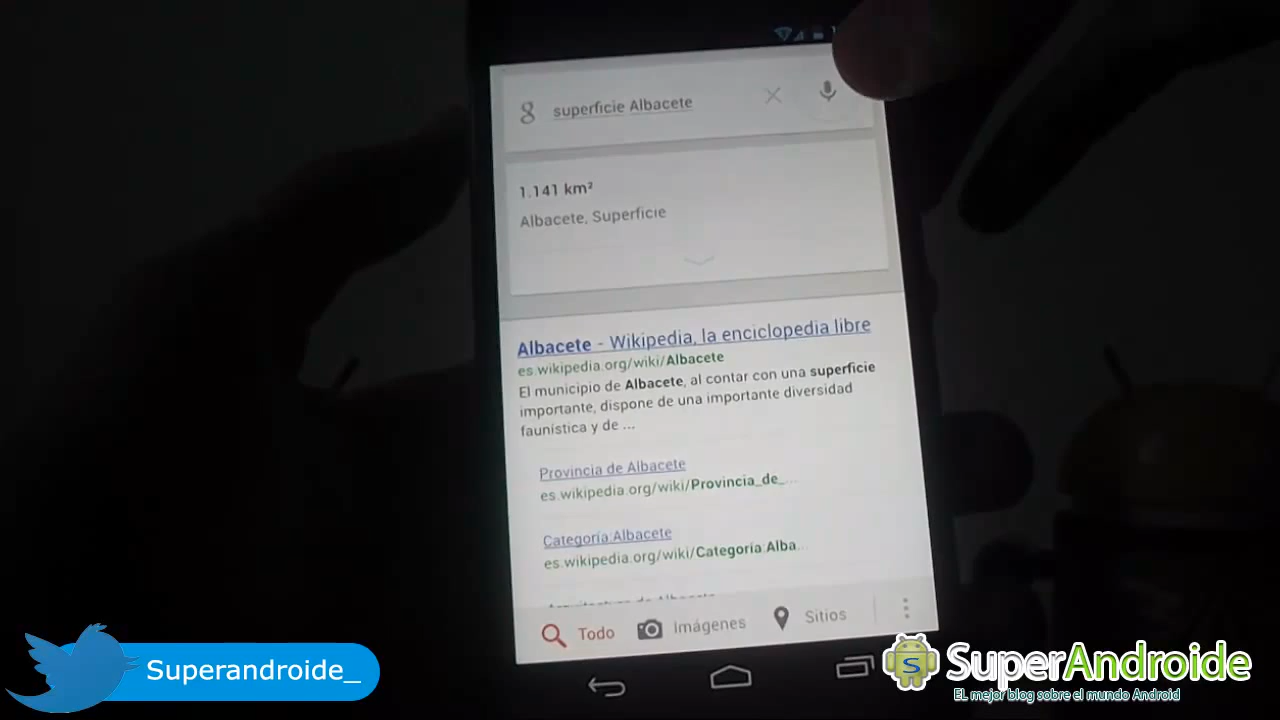 superficie Albacete
1.141 km²
Albacete, Superficie
Albacete - Wikipedia, la enciclopedia libre
es.wikipedia.org/wiki/Albacete
El municipio de Albacete, al contar con una superficie
importante, dispone de una importante diversidad
faunística y de ...
Provincia de Albacete
es.wikipedia.org/wiki/Provincia_de_...
Categoría:Albacete
es.wikipedia.org/wiki/Categoría:Alba...
Todo
Imágenes
Sitios
Superandroide_
S
SuperAndroide
EL mejor blog sobre el mundo Android